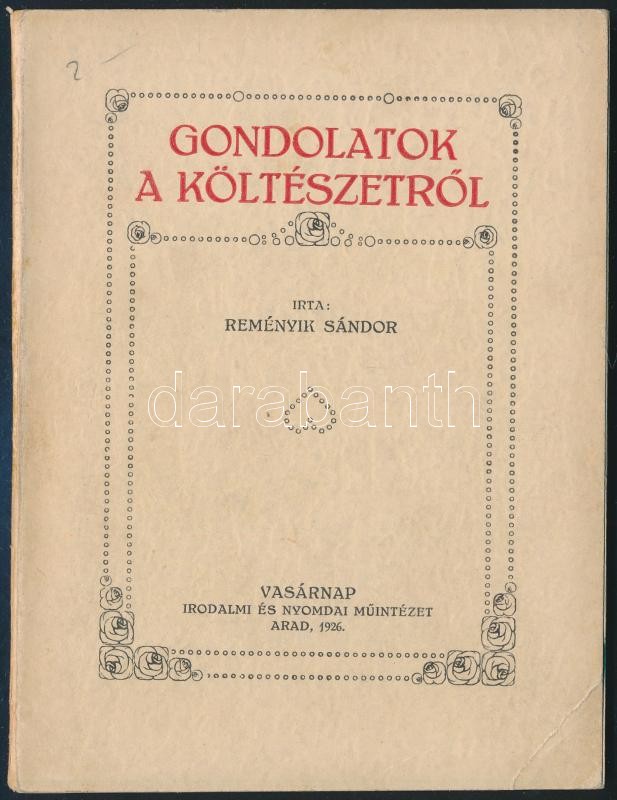 2
GONDOLATOK
A KÖLTÉSZETRŐL
IRTA:
REMÉNYIK SÁNDOR
darabanth
VASÁRNAP
IRODALMI ÉS NYOMDAI MŰINTÉZET
ARAD, 1926.